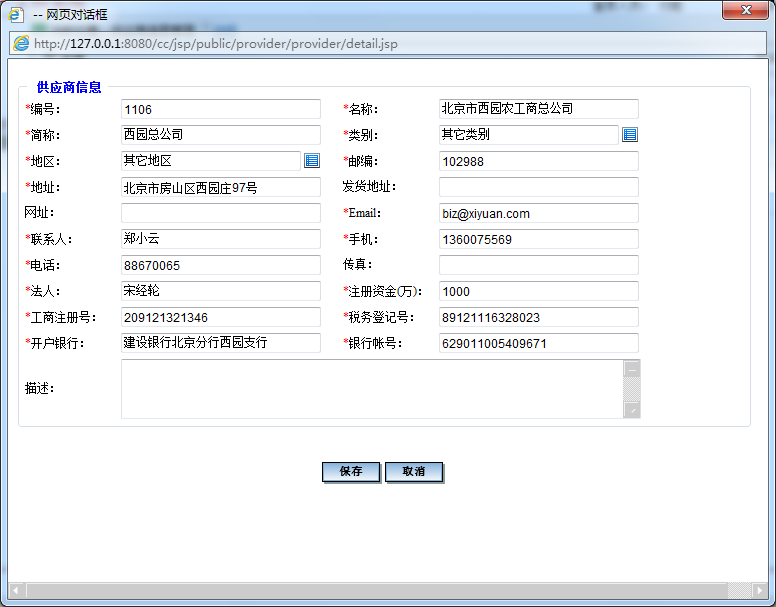 -- 网页对话框
http://127.0.0.1:8080/cc/jsp/public/provider/provider/detail.jsp
供应商信息
*编号： 1106 *名称： 北京市西园农工商总公司
*简称： 西园总公司 *类别： 其它类别
*地区： 其它地区 *邮编： 102988
*地址： 北京市房山区西园庄97号 发货地址：
网址： *Email： biz@xiyuan.com
*联系人： 郑小云 *手机： 1360075569
*电话： 88670065 传真：
*法人： 宋经轮 *注册资金(万)： 1000
*工商注册号： 209121321346 *税务登记号： 89121116328023
*开户银行： 建设银行北京分行西园支行 *银行帐号： 629011005409671
描述：
保存 取消